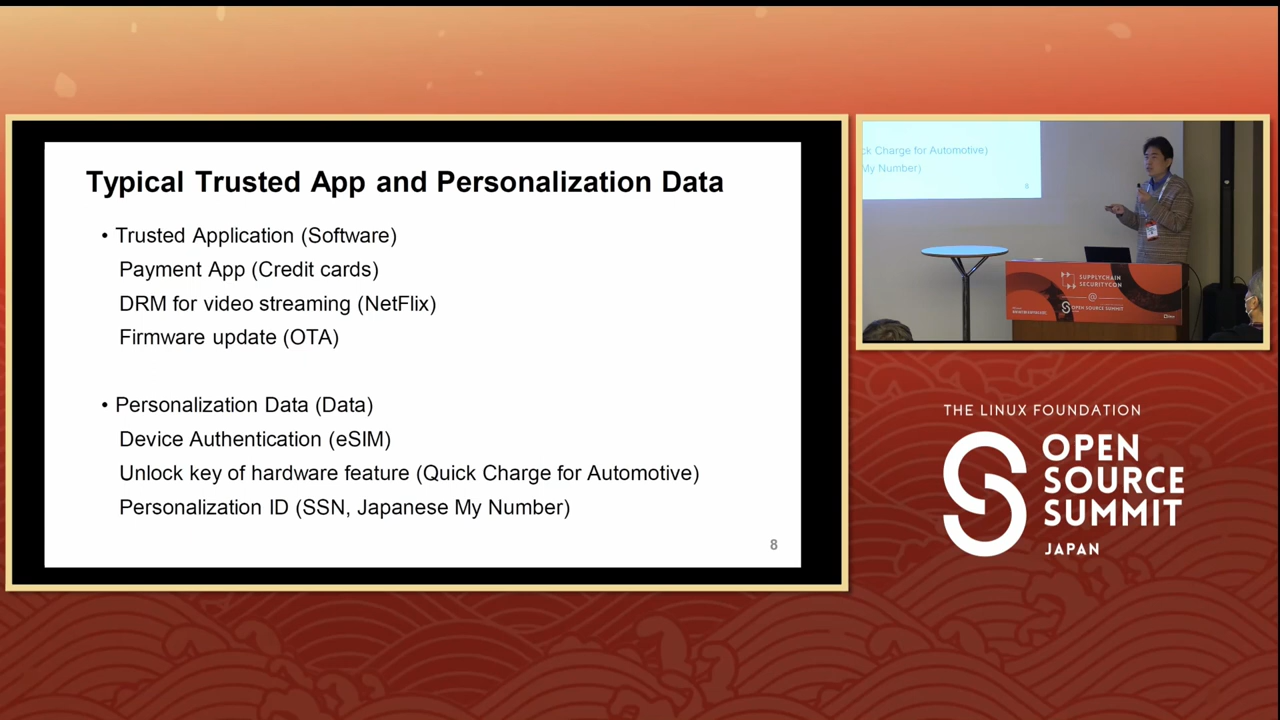 Typical Trusted App and Personalization Data
• Trusted Application (Software)
Payment App (Credit cards)
DRM for video streaming (NetFlix)
Firmware update (OTA)
• Personalization Data (Data)
Device Authentication (eSIM)
Unlock key of hardware feature (Quick Charge for Automotive)
Personalization ID (SSN, Japanese My Number)
8
ck Charge for Automotive)
My Number)
8
SUPPLYCHAIN
SECURITYCON
@
OPEN SOURCE SUMMIT
THE LINUX FOUNDATION
OPEN
SOURCE
SUMMIT
JAPAN